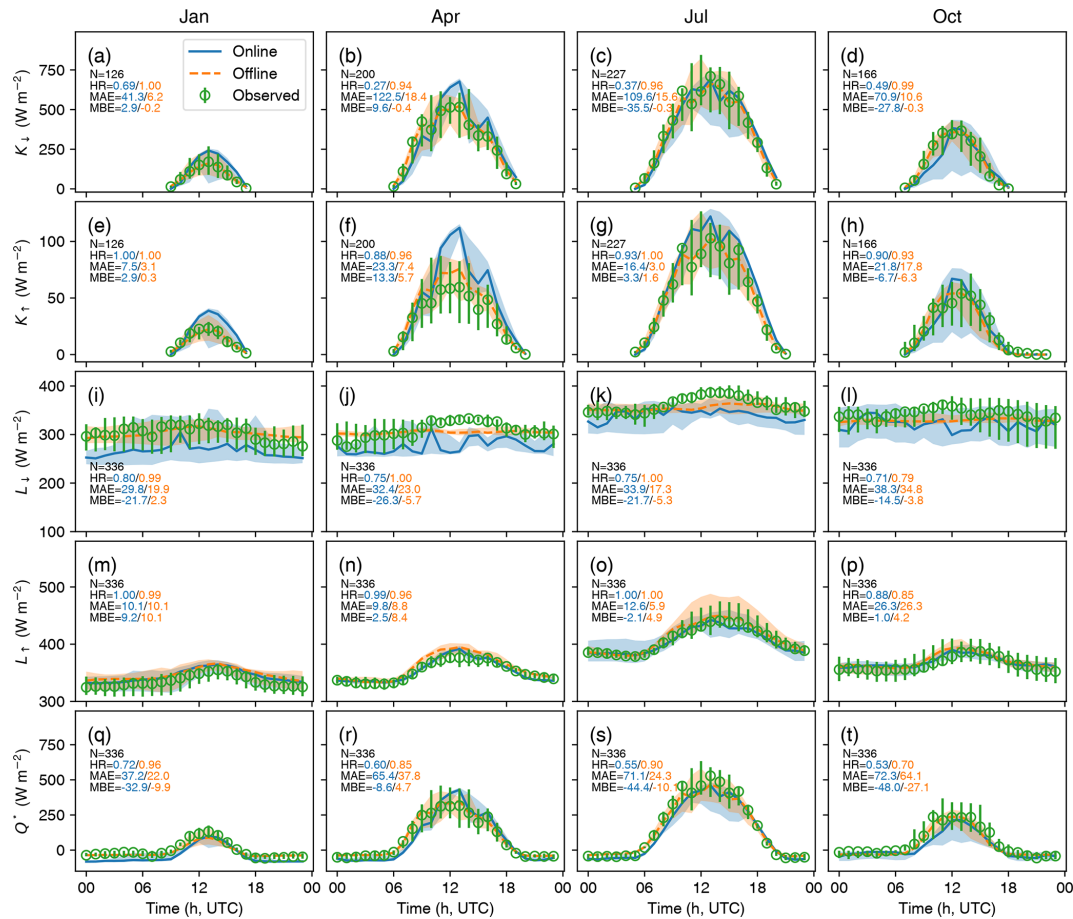 Jan Apr Jul Oct
K↓ (W m−2)
750
500
250
0
(a)
N=126
HR=0.69/1.00
MAE=41.3/6.2
MBE=2.9/-0.2
Online
Offline
Observed
(b)
N=200
HR=0.27/0.94
MAE=122.5/18.4
MBE=9.6/-0.4
(c)
N=227
HR=0.37/0.96
MAE=109.6/15.6
MBE=-35.5/-0.3
(d)
N=166
HR=0.49/0.99
MAE=70.9/10.6
MBE=-27.8/-0.3
K↑ (W m−2)
100
50
0
(e)
N=126
HR=1.00/1.00
MAE=7.5/3.1
MBE=2.9/0.3
(f)
N=200
HR=0.88/0.96
MAE=23.3/7.4
MBE=13.3/5.7
(g)
N=227
HR=0.93/1.00
MAE=16.4/3.0
MBE=3.3/1.6
(h)
N=166
HR=0.90/0.93
MAE=21.8/17.8
MBE=-6.7/-6.3
L↓ (W m−2)
400
300
200
100
(i)
N=336
HR=0.80/0.99
MAE=29.8/19.9
MBE=-21.7/2.3
(j)
N=336
HR=0.75/1.00
MAE=32.4/23.0
MBE=-26.3/-5.7
(k)
N=336
HR=0.75/1.00
MAE=33.9/17.3
MBE=-21.7/-5.3
(l)
N=336
HR=0.71/0.79
MAE=38.3/34.8
MBE=-14.5/-3.8
L↑ (W m−2)
500
400
300
(m)
N=336
HR=1.00/0.99
MAE=10.1/10.1
MBE=9.2/10.1
(n)
N=336
HR=0.99/0.96
MAE=9.8/8.8
MBE=2.5/8.4
(o)
N=336
HR=1.00/1.00
MAE=12.6/5.9
MBE=-2.1/4.9
(p)
N=336
HR=0.88/0.85
MAE=26.3/26.3
MBE=1.0/4.2
Q* (W m−2)
750
500
250
0
(q)
N=336
HR=0.72/0.96
MAE=37.2/22.0
MBE=-32.9/-9.9
(r)
N=336
HR=0.60/0.85
MAE=65.4/37.8
MBE=-8.6/4.7
(s)
N=336
HR=0.55/0.90
MAE=71.1/24.3
MBE=-44.4/-10.1
(t)
N=336
HR=0.53/0.70
MAE=72.3/64.1
MBE=-48.0/-27.1
00 06 12 18 00 06 12 18 00 06 12 18 00 06 12 18 00
Time (h, UTC) Time (h, UTC) Time (h, UTC) Time (h, UTC)